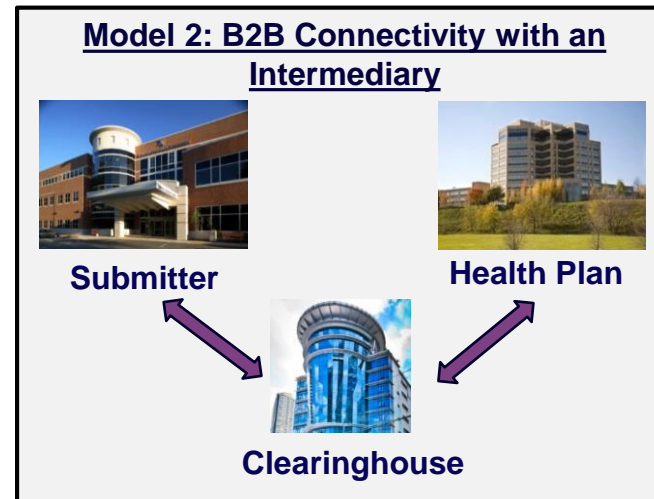 Model 2: B2B Connectivity with an
Intermediary
Submitter
Health Plan
Clearinghouse